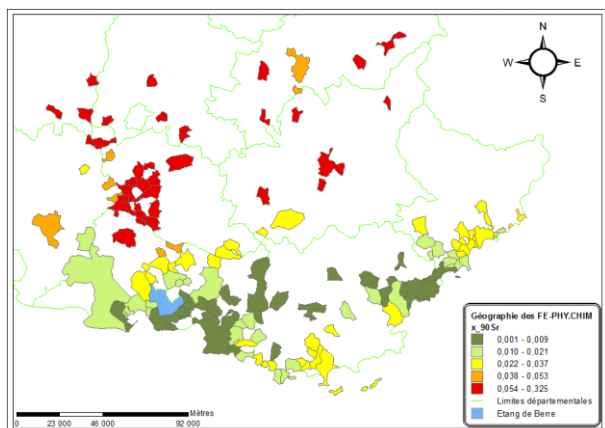 N
W E
S
Géographie des FE-PHY.CHIM
x_90Sr
0,001 - 0,009
0,010 - 0,021
0,022 - 0,037
0,038 - 0,053
0,054 - 0,325
Limites départementales
Etang de Berre
Mètres
0 23 000 46 000 92 000